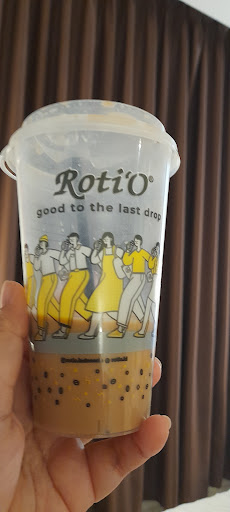 Roti'O®
good to the last drop